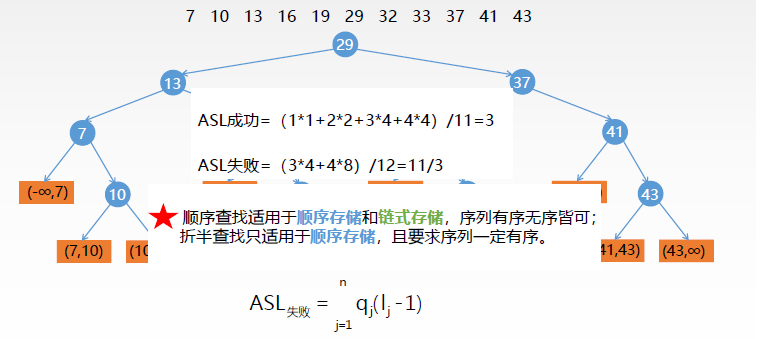 7 10 13 16 19 29 32 33 37 41 43
29
13
37
ASL成功=（1*1+2*2+3*4+4*4）/11=3
7
41
ASL失败=（3*4+4*8）/12=11/3
(-∞,7)
10
43
★ 顺序查找适用于顺序存储和链式存储，序列有序无序皆可；
折半查找只适用于顺序存储，且要求序列一定有序。
(7,10)
(10
41,43)
(43,∞)
n
ASL失败 = qj(lj -1)
j=1